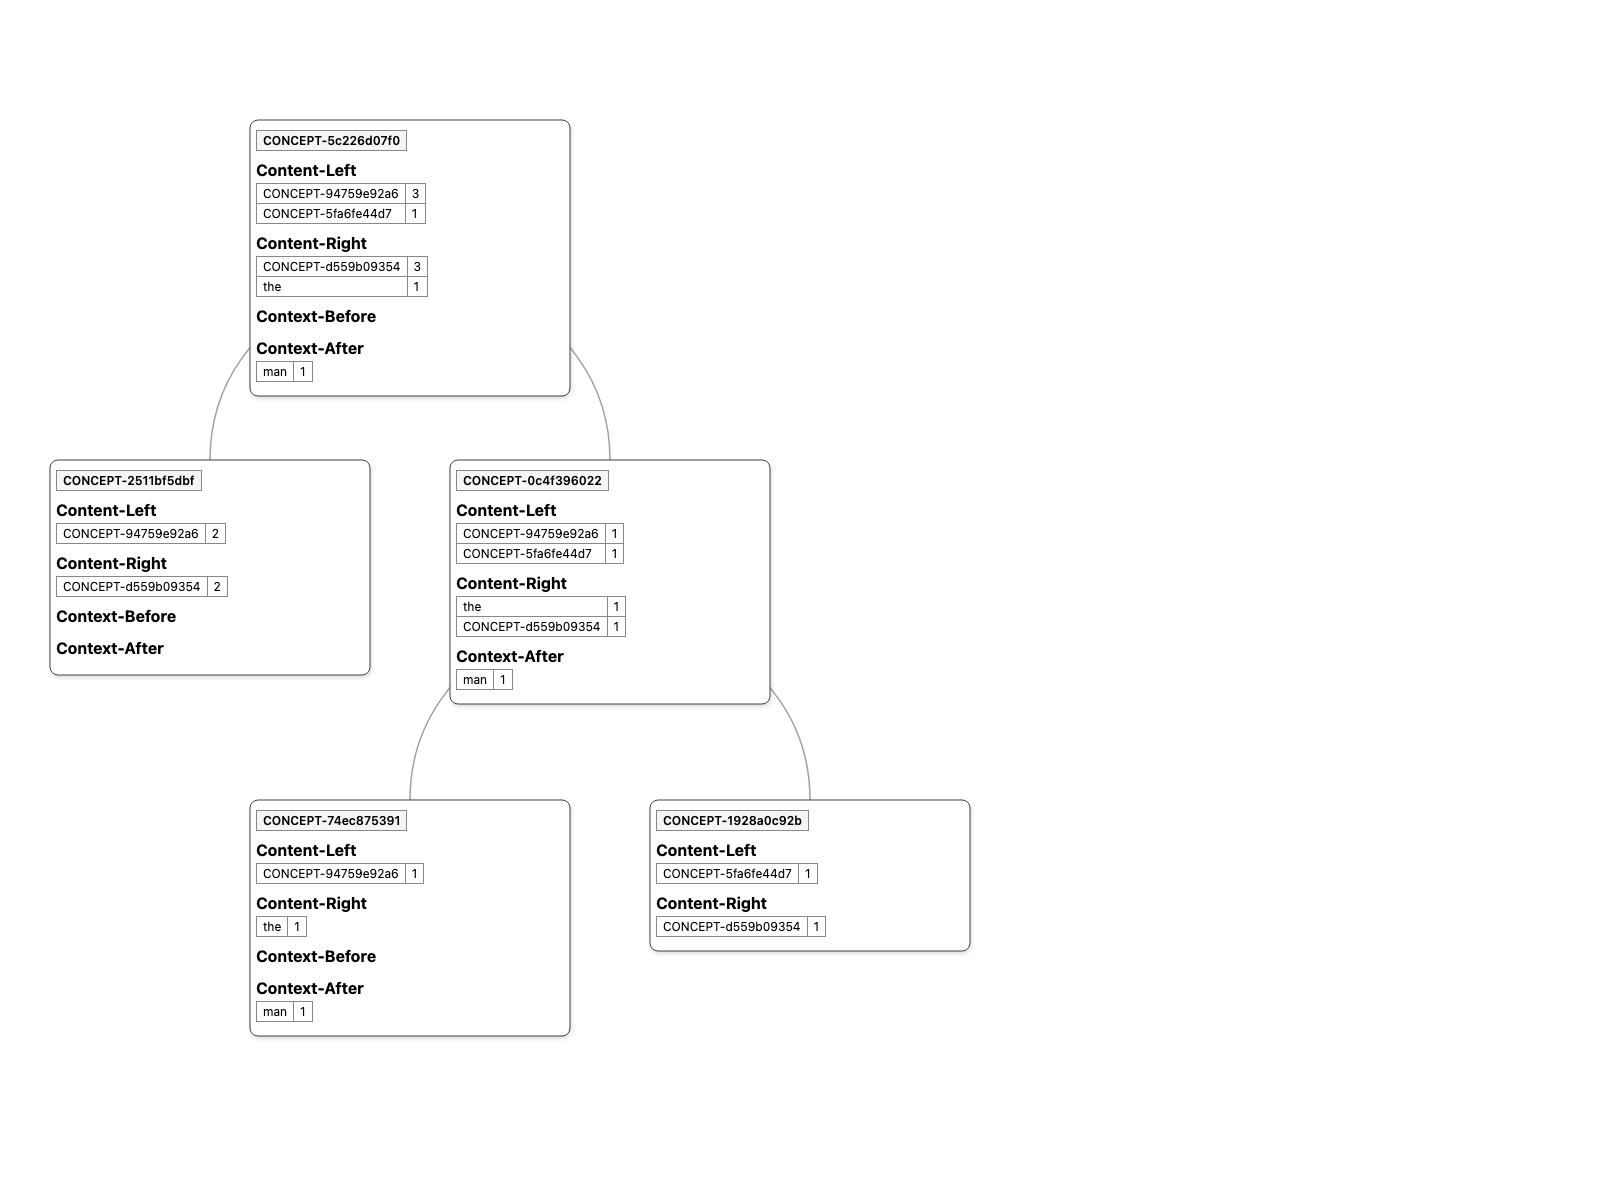 CONCEPT-5c226d07f0
Content-Left
CONCEPT-94759e92a6 3
CONCEPT-5fa6fe44d7 1
Content-Right
CONCEPT-d559b09354 3
the 1
Context-Before
Context-After
man 1
CONCEPT-2511bf5dbf
Content-Left
CONCEPT-94759e92a6 2
Content-Right
CONCEPT-d559b09354 2
Context-Before
Context-After
CONCEPT-0c4f396022
Content-Left
CONCEPT-94759e92a6 1
CONCEPT-5fa6fe44d7 1
Content-Right
the 1
CONCEPT-d559b09354 1
Context-After
man 1
CONCEPT-74ec875391
Content-Left
CONCEPT-94759e92a6 1
Content-Right
the 1
Context-Before
Context-After
man 1
CONCEPT-1928a0c92b
Content-Left
CONCEPT-5fa6fe44d7 1
Content-Right
CONCEPT-d559b09354 1